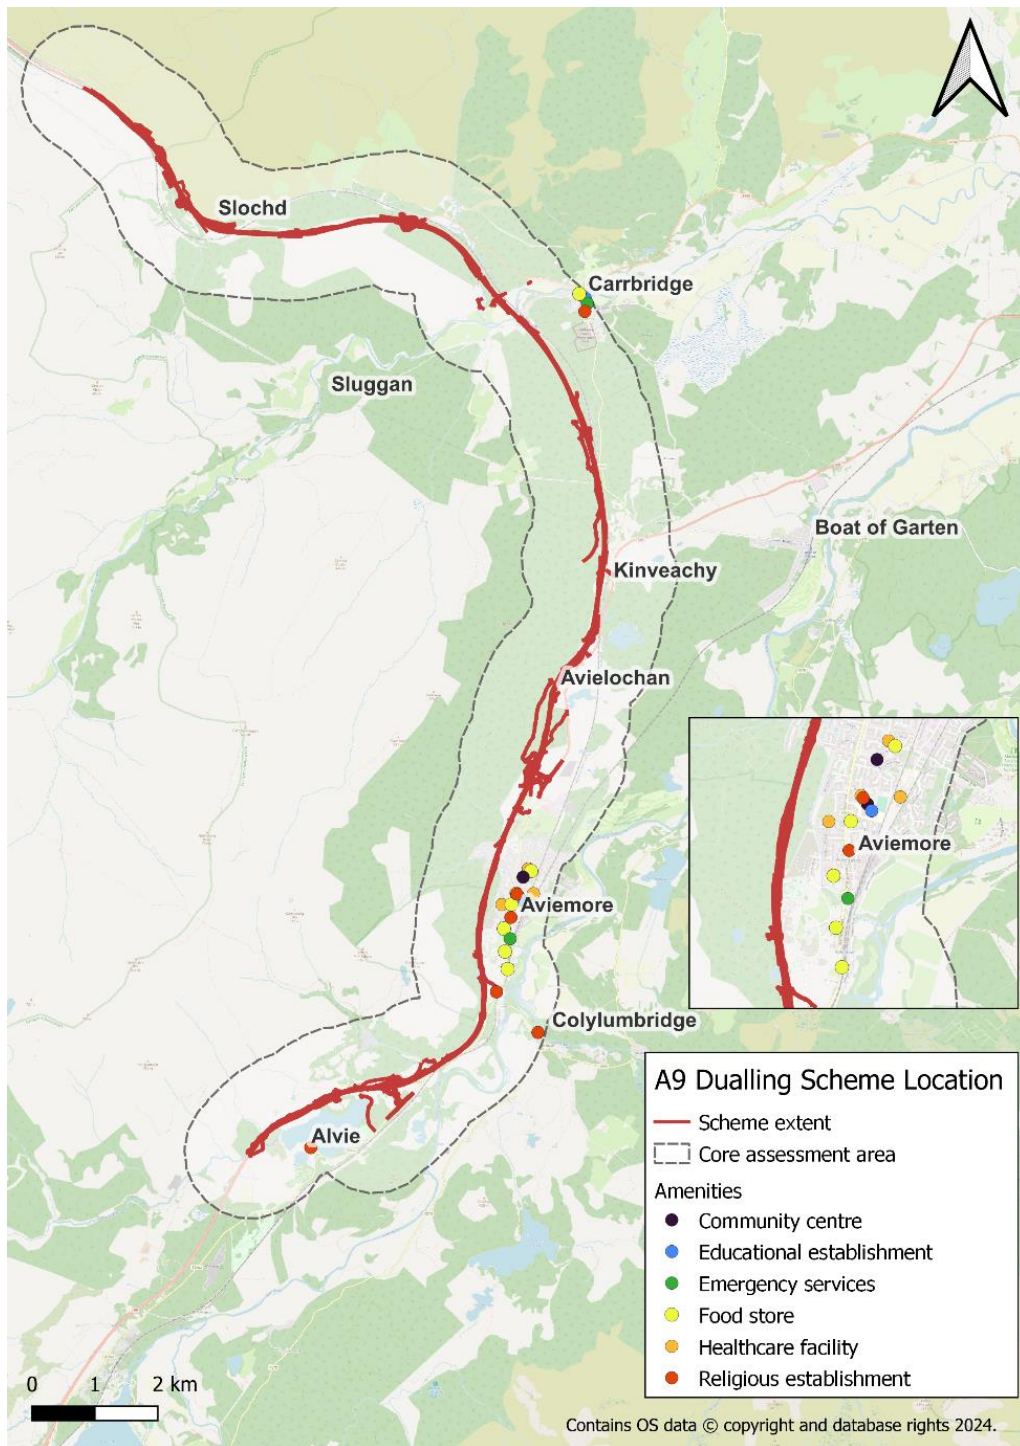 Slochd
Carrbridge
Sluggan
Boat of Garten
Kinveachy
Avielochan
Aviemore
Aviemore
Colylumbridge
Alvie
A9 Dualling Scheme Location
Scheme extent
Core assessment area
Amenities
Community centre
Educational establishment
Emergency services
Food store
Healthcare facility
Religious establishment
0 1 2 km
Contains OS data © copyright and database rights 2024.